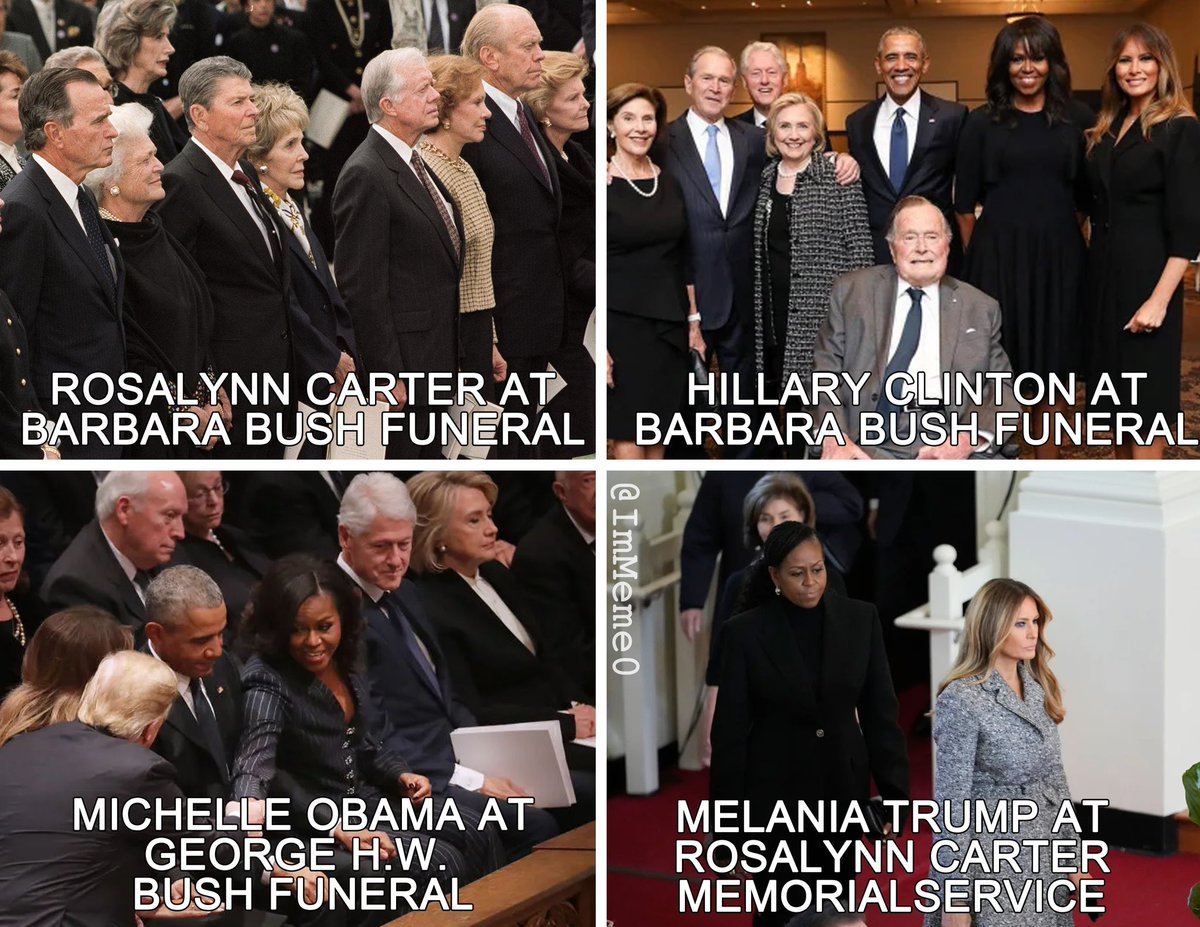 ROSALYNN CARTER AT
BARBARA BUSH FUNERAL
HILLARY CLINTON AT
BARBARA BUSH FUNERAL
@ImMeme0
MICHELLE OBAMA AT
GEORGE H.W.
BUSH FUNERAL
MELANIA TRUMP AT
ROSALYNN CARTER
MEMORIALSERVICE